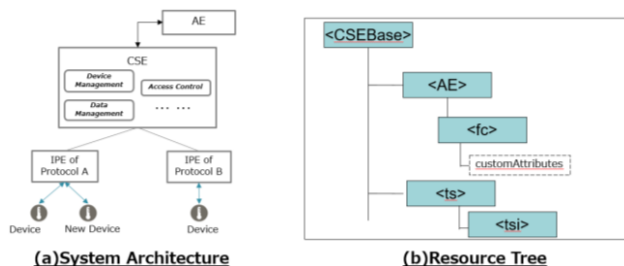 AE
CSE
Device
Management
Access Control
Data
Management
... ...
IPE of
Protocol A
IPE of
Protocol B
Device
New Device
Device
(a)System Architecture
<CSEBase>
<AE>
<fc>
customAttributes
<ts>
<tsi>
(b)Resource Tree